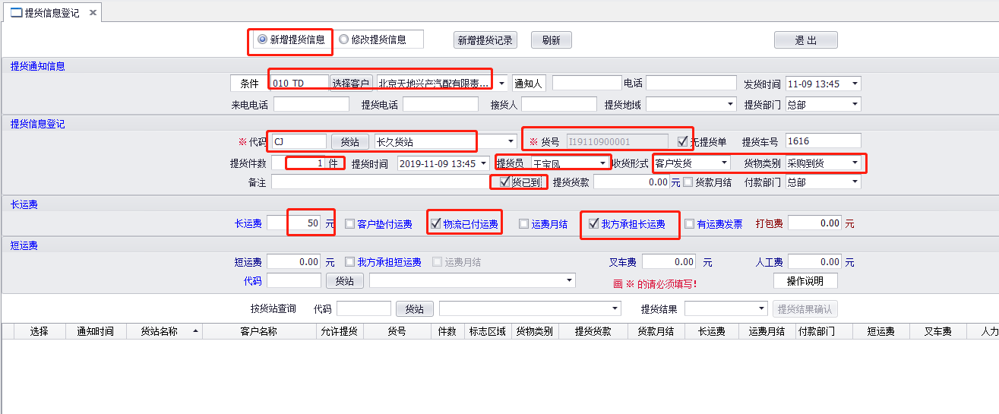 提货信息登记 ×
新增提货信息 修改提货信息 新增提货记录 刷新 退 出
提货通知信息
条件 010 TD 选择客户 北京天地兴产汽配有限责... 通知人 电话 发货时间 11-09 13:45
来电电话 提货电话 接货人 提货地域 提货部门 总部
提货信息登记
※ 代码 CJ 货站 长久货站 ※ 货号 I19110900001 无提货单 提货车号 1616
提货件数 1 件 提货时间 2019-11-09 13:45 提货员 王宝凤 收货形式 客户发货 货物类别 采购到货
备注 货已到 提货货款 0.00 元 货款月结 付款部门 总部
长运费
长运费 50 元 客户垫付运费 物流已付运费 运费月结 我方承担长运费 有运费发票 打包费 0.00 元
短运费
短运费 0.00 元 我方承担短运费 运费月结 叉车费 0.00 元 人工费 0.00 元
代码 货站 画 ※ 的请必须填写! 操作说明
按货站查询 代码 货站 提货结果 提货结果确认
选择 通知时间 货站名称 客户名称 允许提货 货号 件数 标志区域 货物类别 提货货款 货款月结 长运费 运费月结 付款部门 短运费 叉车费 人力